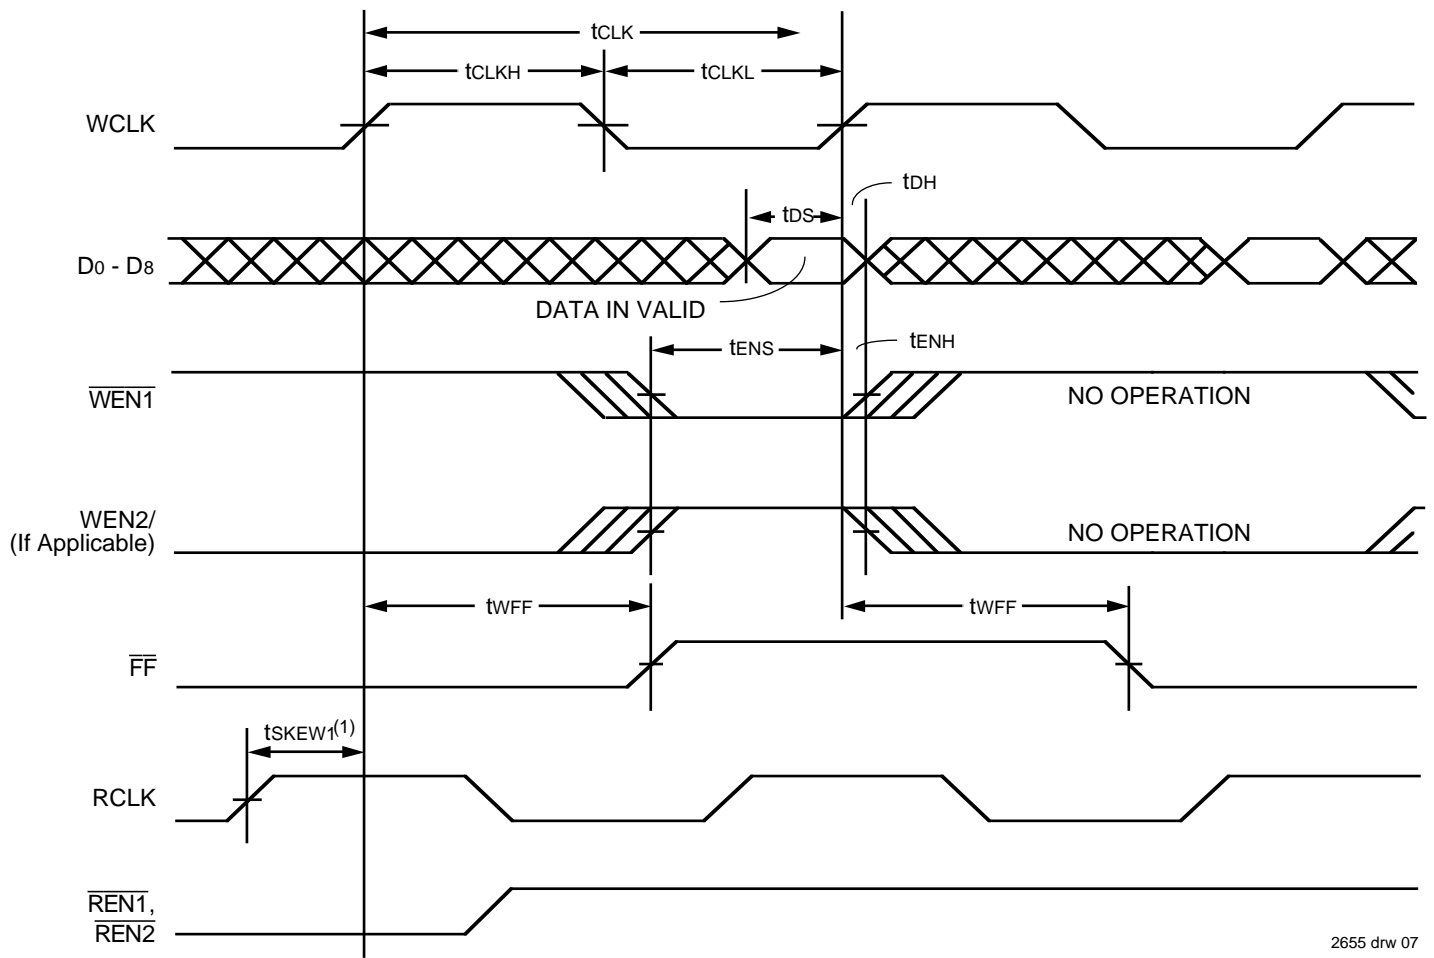 tCLK
tCLKH
tCLKL
WCLK
tDH
tDS
D0 - D8
DATA IN VALID
tENS
tENH
WEN1
NO OPERATION
WEN2/
(If Applicable)
NO OPERATION
tWFF
tWFF
FF
tSKEW1(1)
RCLK
REN1,
REN2
2655 drw 07